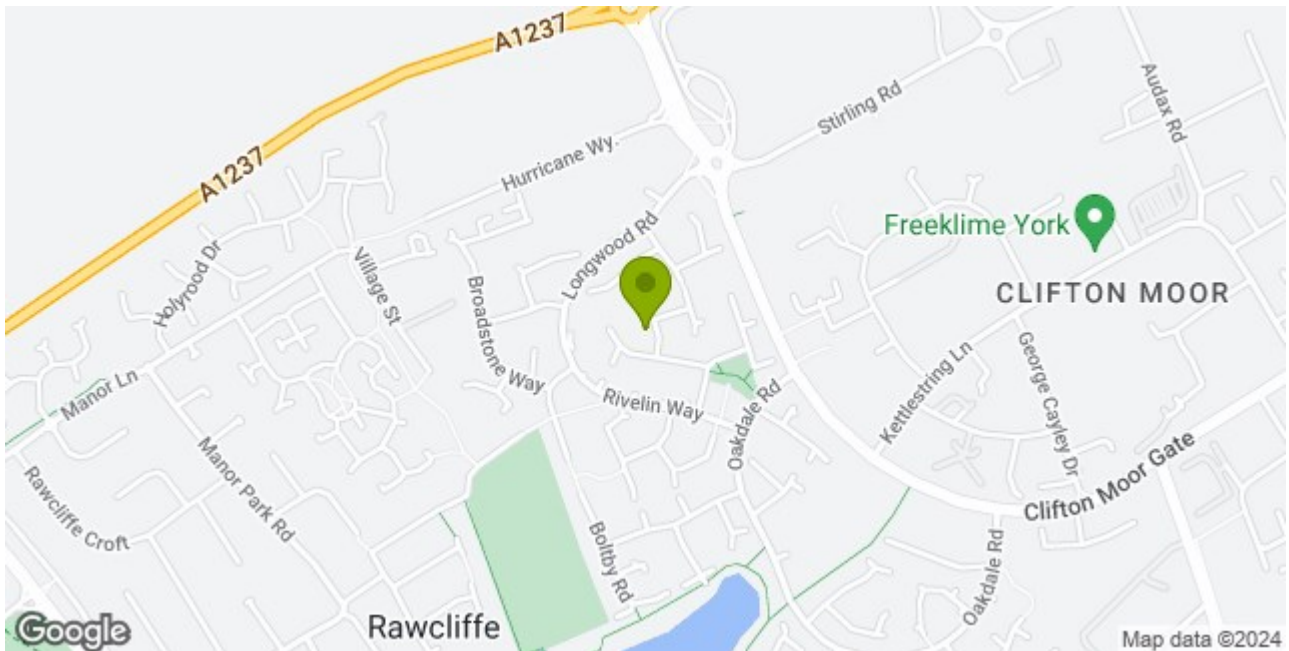 A1237
A1237
Hurricane Wy.
Stirling Rd
Audax Rd
Freeklime York
CLIFTON MOOR
Longwood Rd
Holyrood Dr
Village St
Broadstone Way
Manor Ln
Rivelin Way
Oakdale Rd
Kettlestring Ln
George Cayley Dr
Manor Park Rd
Rawcliffe Croft
Clifton Moor Gate
Boltby Rd
Oakdale Rd
Rawcliffe
Google
Map data ©2024